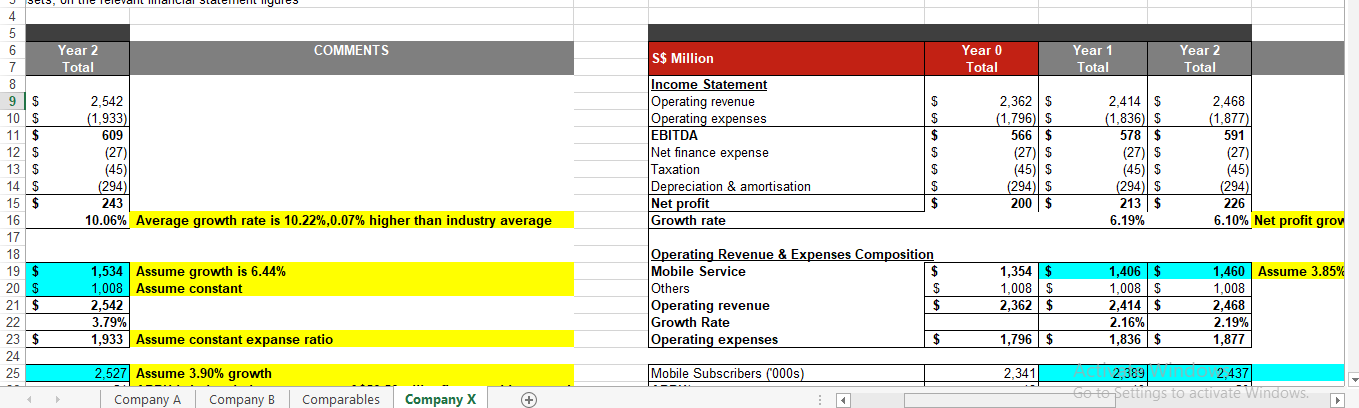 3 sets, on the relevant financial statement figures
4
5
6 Year 2 COMMENTS S$ Million Year 0 Year 1 Year 2
7 Total Total Total Total
8 Income Statement
9 $ 2,542 Operating revenue $ 2,362 $ 2,414 $ 2,468
10 $ (1,933) Operating expenses $ (1,796) $ (1,836) $ (1,877)
11 $ 609 EBITDA $ 566 $ 578 $ 591
12 $ (27) Net finance expense $ (27) $ (27) $ (27)
13 $ (45) Taxation $ (45) $ (45) $ (45)
14 $ (294) Depreciation & amortisation $ (294) $ (294) $ (294)
15 $ 243 Net profit $ 200 $ 213 $ 226
16 10.06% Average growth rate is 10.22%,0.07% higher than industry average Growth rate 6.19% 6.10% Net profit grow
17
18 Operating Revenue & Expenses Composition
19 $ 1,534 Assume growth is 6.44% Mobile Service $ 1,354 $ 1,406 $ 1,460 Assume 3.85%
20 $ 1,008 Assume constant Others $ 1,008 $ 1,008 $ 1,008
21 $ 2,542 Operating revenue $ 2,362 $ 2,414 $ 2,468
22 3.79% Growth Rate 2.16% 2.19%
23 $ 1,933 Assume constant expanse ratio Operating expenses $ 1,796 $ 1,836 $ 1,877
24
25 2,527 Assume 3.90% growth Mobile Subscribers ('000s) 2,341 2,389 2,437
Activate Windows
Go to Settings to activate Windows.
Company A Company B Comparables Company X